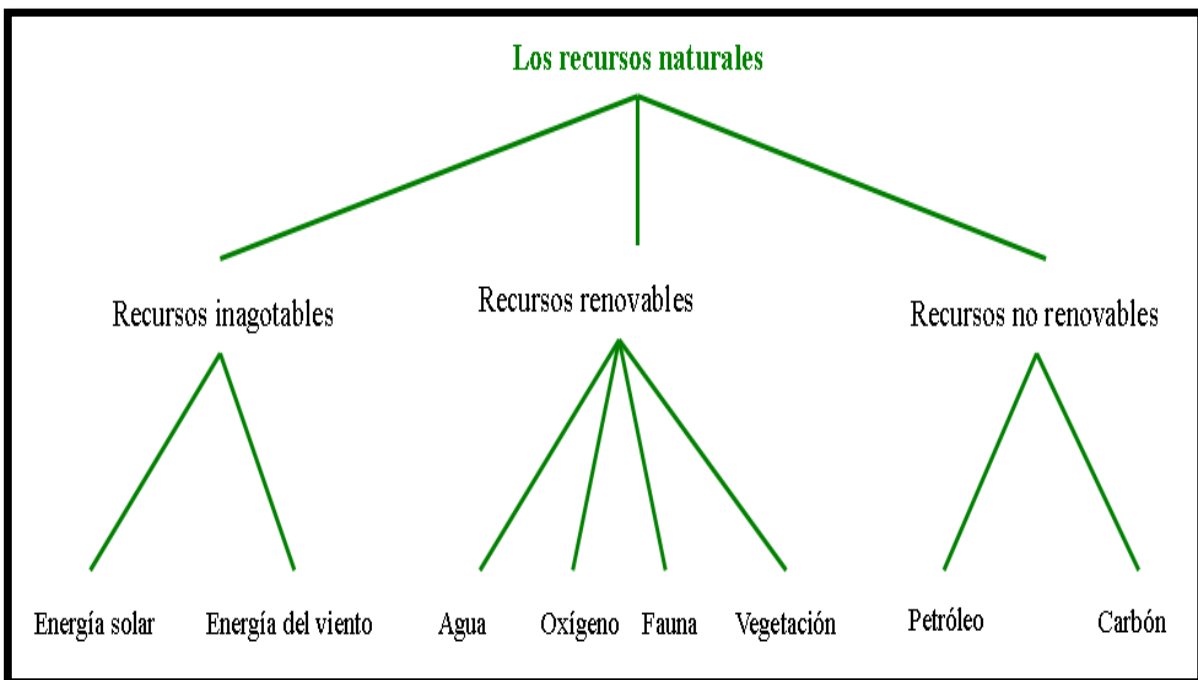 Los recursos naturales
Recursos inagotables
Recursos renovables
Recursos no renovables
Energía solar
Energía del viento
Agua
Oxígeno
Fauna
Vegetación
Petróleo
Carbón